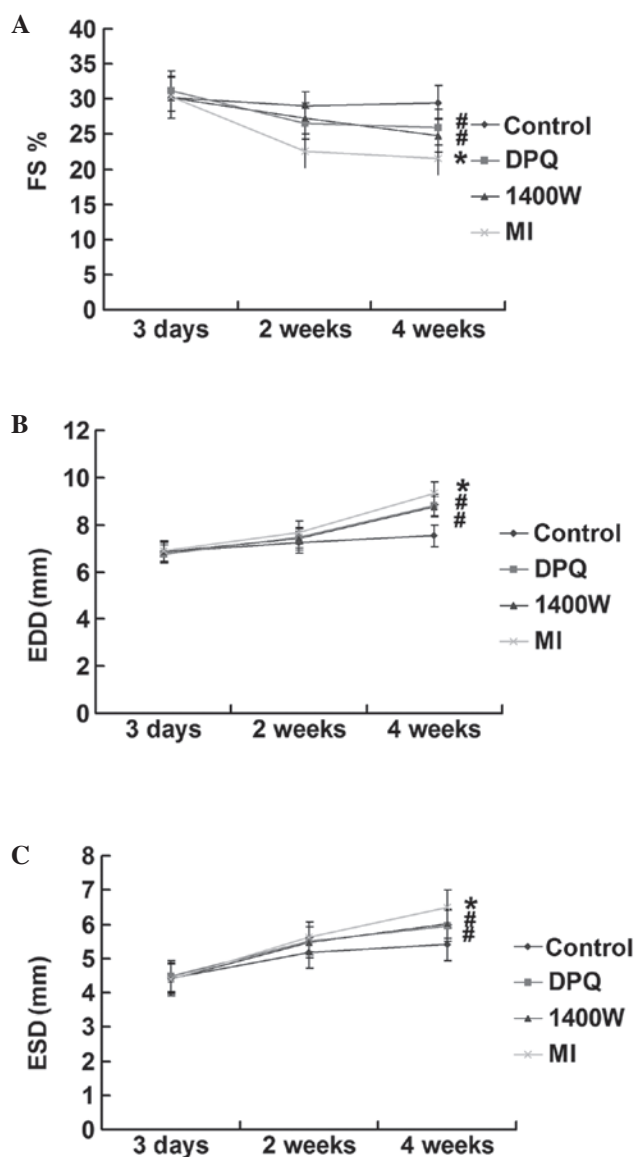 A
40
35
30
25
20
15
10
5
0
FS %
3 days 2 weeks 4 weeks
#
#
*
Control
DPQ
1400W
MI
B
12
10
8
6
4
2
0
EDD (mm)
3 days 2 weeks 4 weeks
*
#
#
Control
DPQ
1400W
MI
C
8
7
6
5
4
3
2
1
0
ESD (mm)
3 days 2 weeks 4 weeks
*
#
#
Control
DPQ
1400W
MI